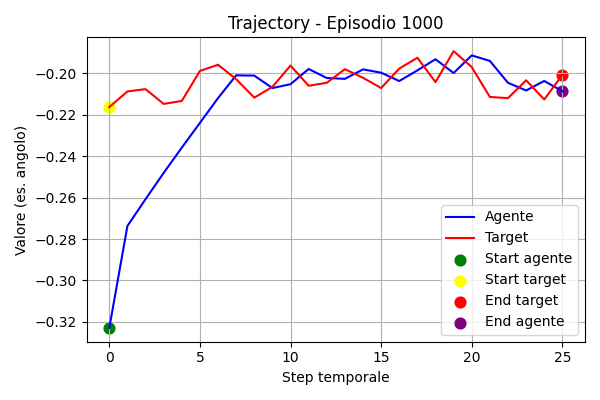 Trajectory - Episodio 1000
Valore (es. angolo)
−0.20
−0.22
−0.24
−0.26
−0.28
−0.30
−0.32
Agente
Target
Start agente
Start target
End target
End agente
0
5
10
15
20
25
Step temporale